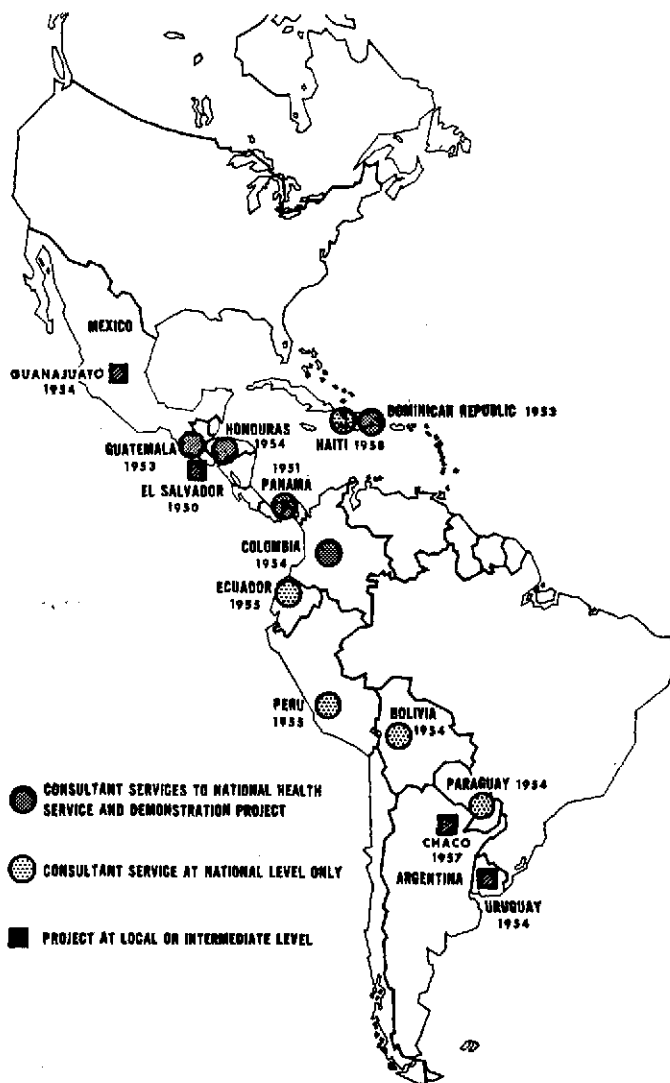 MEXICO
GUANAJUATO
1954
GUATEMALA
1953
HONDURAS
1954
EL SALVADOR
1950
1951
PANAMA
HAITI 1958
DOMINICAN REPUBLIC 1953
COLOMBIA
1954
ECUADOR
1955
PERU
1955
BOLIVIA
1954
PARAGUAY 1954
CHACO
1957
ARGENTINA
URUGUAY
1954
CONSULTANT SERVICES TO NATIONAL HEALTH
SERVICE AND DEMONSTRATION PROJECT
CONSULTANT SERVICE AT NATIONAL LEVEL ONLY
PROJECT AT LOCAL OR INTERMEDIATE LEVEL